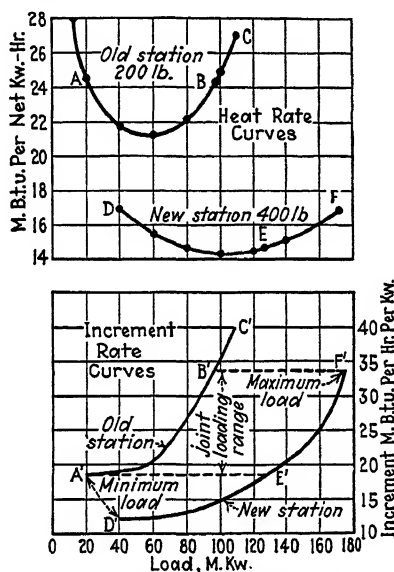 M. B.t.u. Per Net Kw.-Hr.
28
26
24
22
20
18
16
14
Old station
200 lb.
A
B
C
Heat Rate
Curves
D
New station 400 lb
E
F
Increment
Rate
Curves
C'
B'
F'
Old
station
Joint
loading
range
Maximum
load
A'
Minimum
load
E'
D'
New station
40
35
30
25
20
15
10
Increment M. B.t.u. Per Hr. Per Kw.
0 20 40 60 80 100 120 140 160 180
Load, M. Kw.